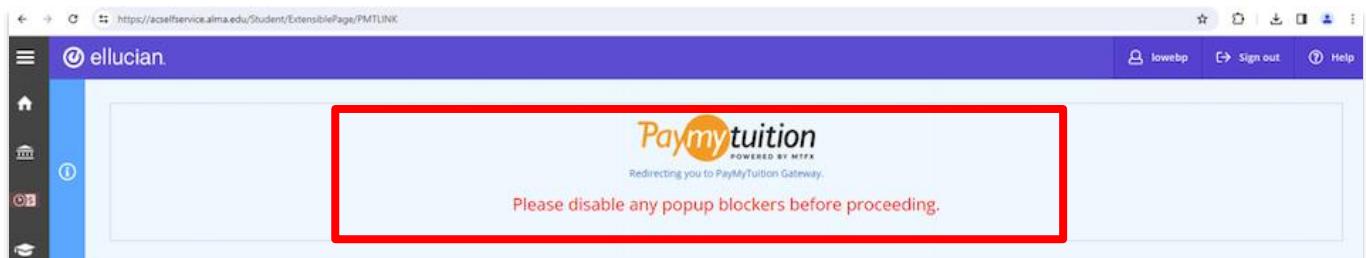 https://acselfservice.alma.edu/Student/ExtensiblePage/PMTLINK
ellucian.
lowebp
Sign out
Help
Paymytuition
POWERED BY MTFX
Redirecting you to PayMyTuition Gateway.
Please disable any popup blockers before proceeding.